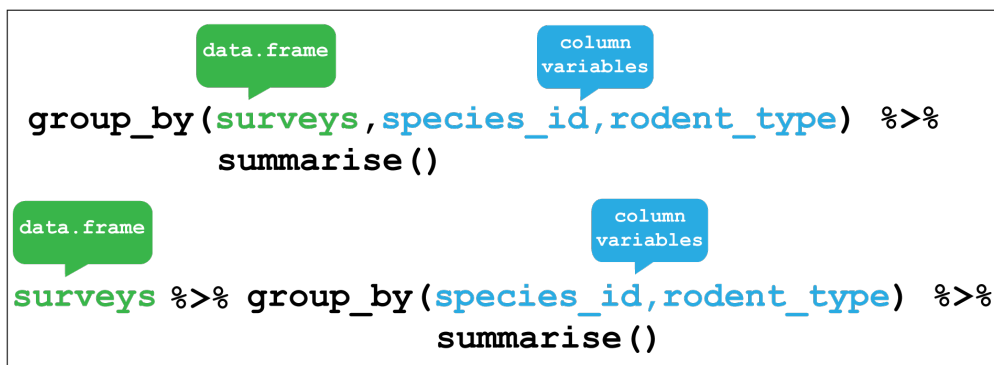 data.frame
column
variables
group_by(surveys,species_id,rodent_type) %>%
summarise()
data.frame
column
variables
surveys %>% group_by(species_id,rodent_type) %>%
summarise()